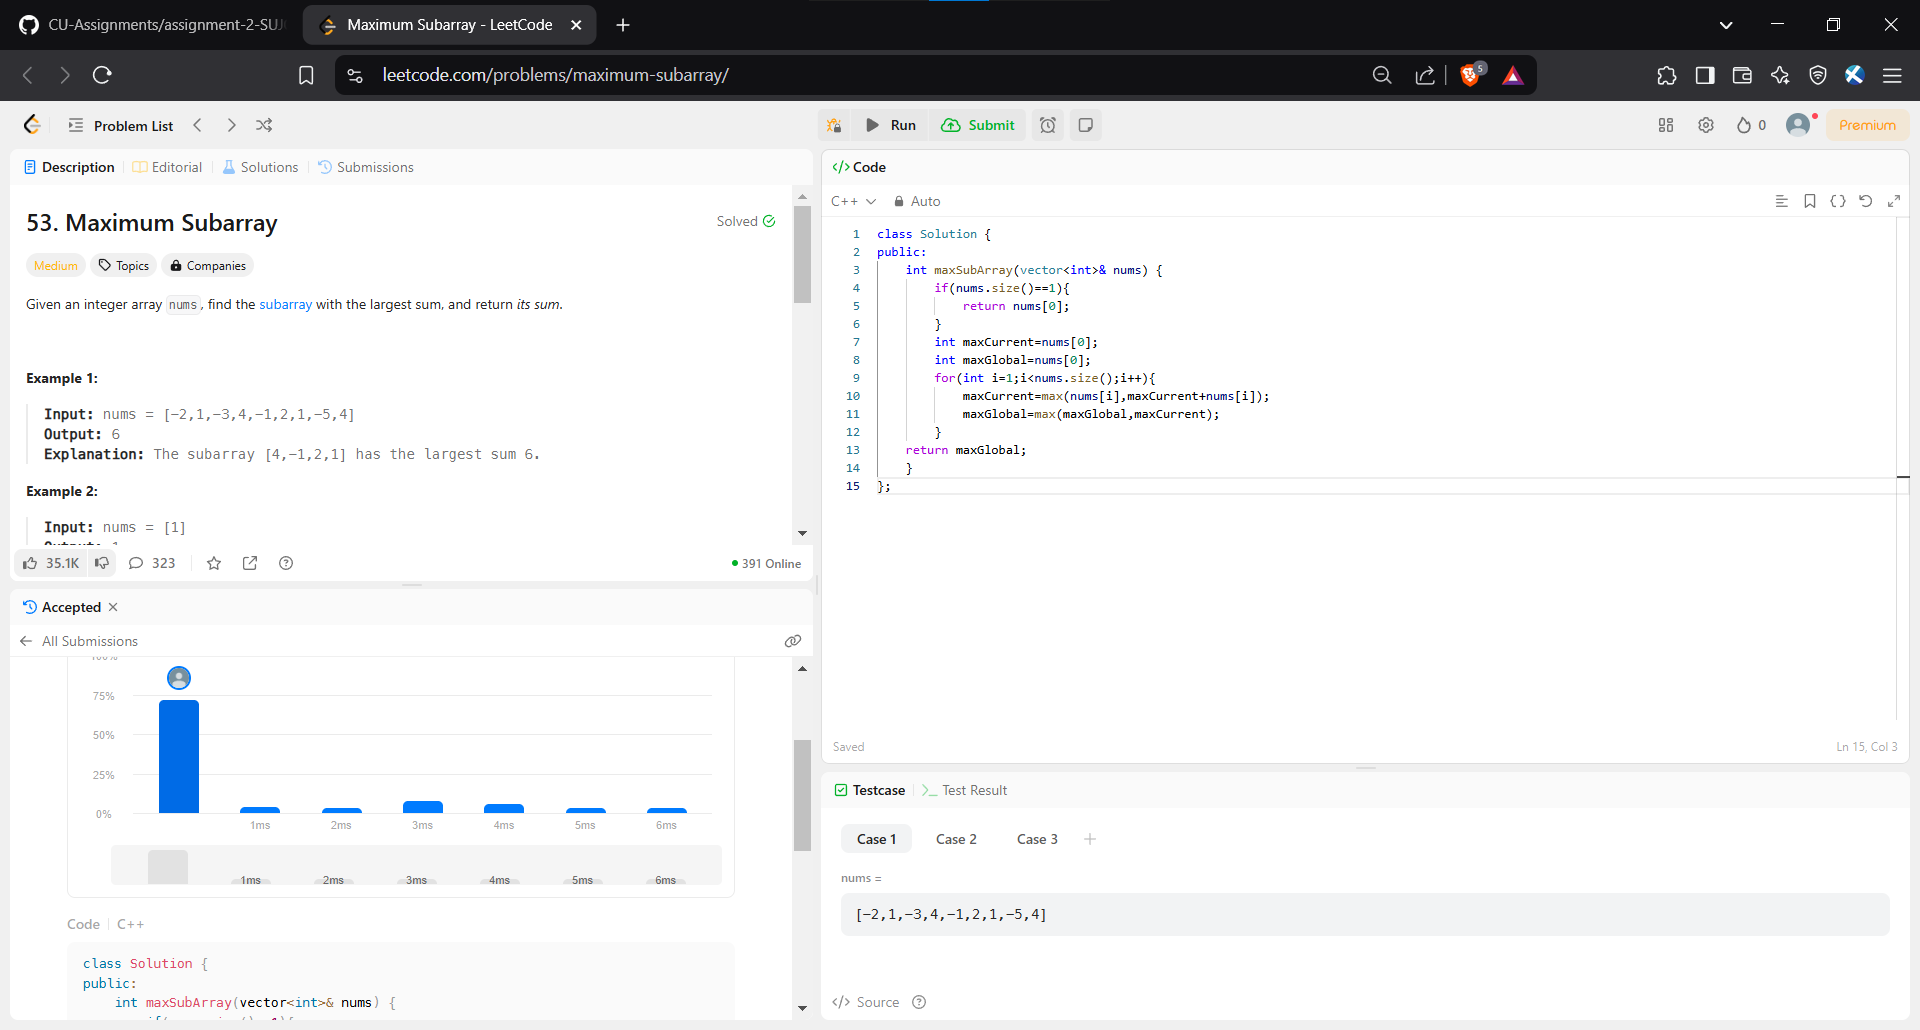 CU-Assignments/assignment-2-SUJ
Maximum Subarray - LeetCode
leetcode.com/problems/maximum-subarray/
5
Problem List
Run
Submit
0
Premium
Description
Editorial
Solutions
Submissions
53. Maximum Subarray
Solved
Medium
Topics
Companies
Given an integer array nums, find the subarray with the largest sum, and return its sum.
Example 1:
Input: nums = [-2,1,-3,4,-1,2,1,-5,4]
Output: 6
Explanation: The subarray [4,-1,2,1] has the largest sum 6.
Example 2:
Input: nums = [1]
35.1K
323
391 Online
Accepted
All Submissions
100%
75%
50%
25%
0%
1ms 2ms 3ms 4ms 5ms 6ms
1ms 2ms 3ms 4ms 5ms 6ms
Code
C++
class Solution {
public:
int maxSubArray(vector<int>& nums) {
</> Code
C++
Auto
1 class Solution {
2 public:
3 int maxSubArray(vector<int>& nums) {
4 if(nums.size()==1){
5 return nums[0];
6 }
7 int maxCurrent=nums[0];
8 int maxGlobal=nums[0];
9 for(int i=1;i<nums.size();i++){
10 maxCurrent=max(nums[i],maxCurrent+nums[i]);
11 maxGlobal=max(maxGlobal,maxCurrent);
12 }
13 return maxGlobal;
14 }
15 };
Saved
Ln 15, Col 3
Testcase
Test Result
Case 1
Case 2
Case 3
nums =
[-2,1,-3,4,-1,2,1,-5,4]
</> Source